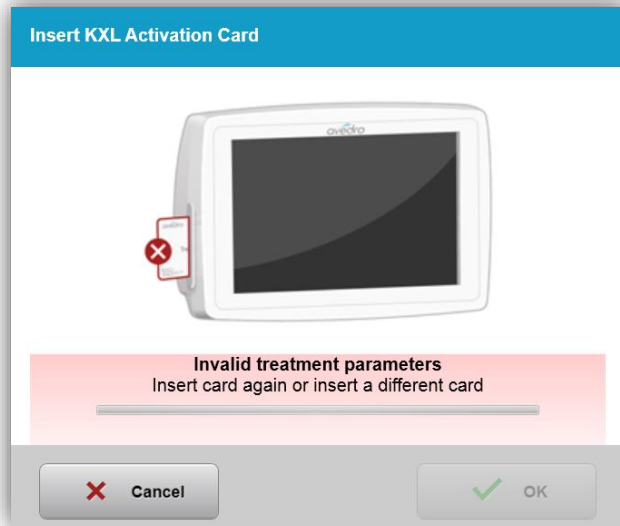 Insert KXL Activation Card
avedro
Invalid treatment parameters
Insert card again or insert a different card
Cancel
OK